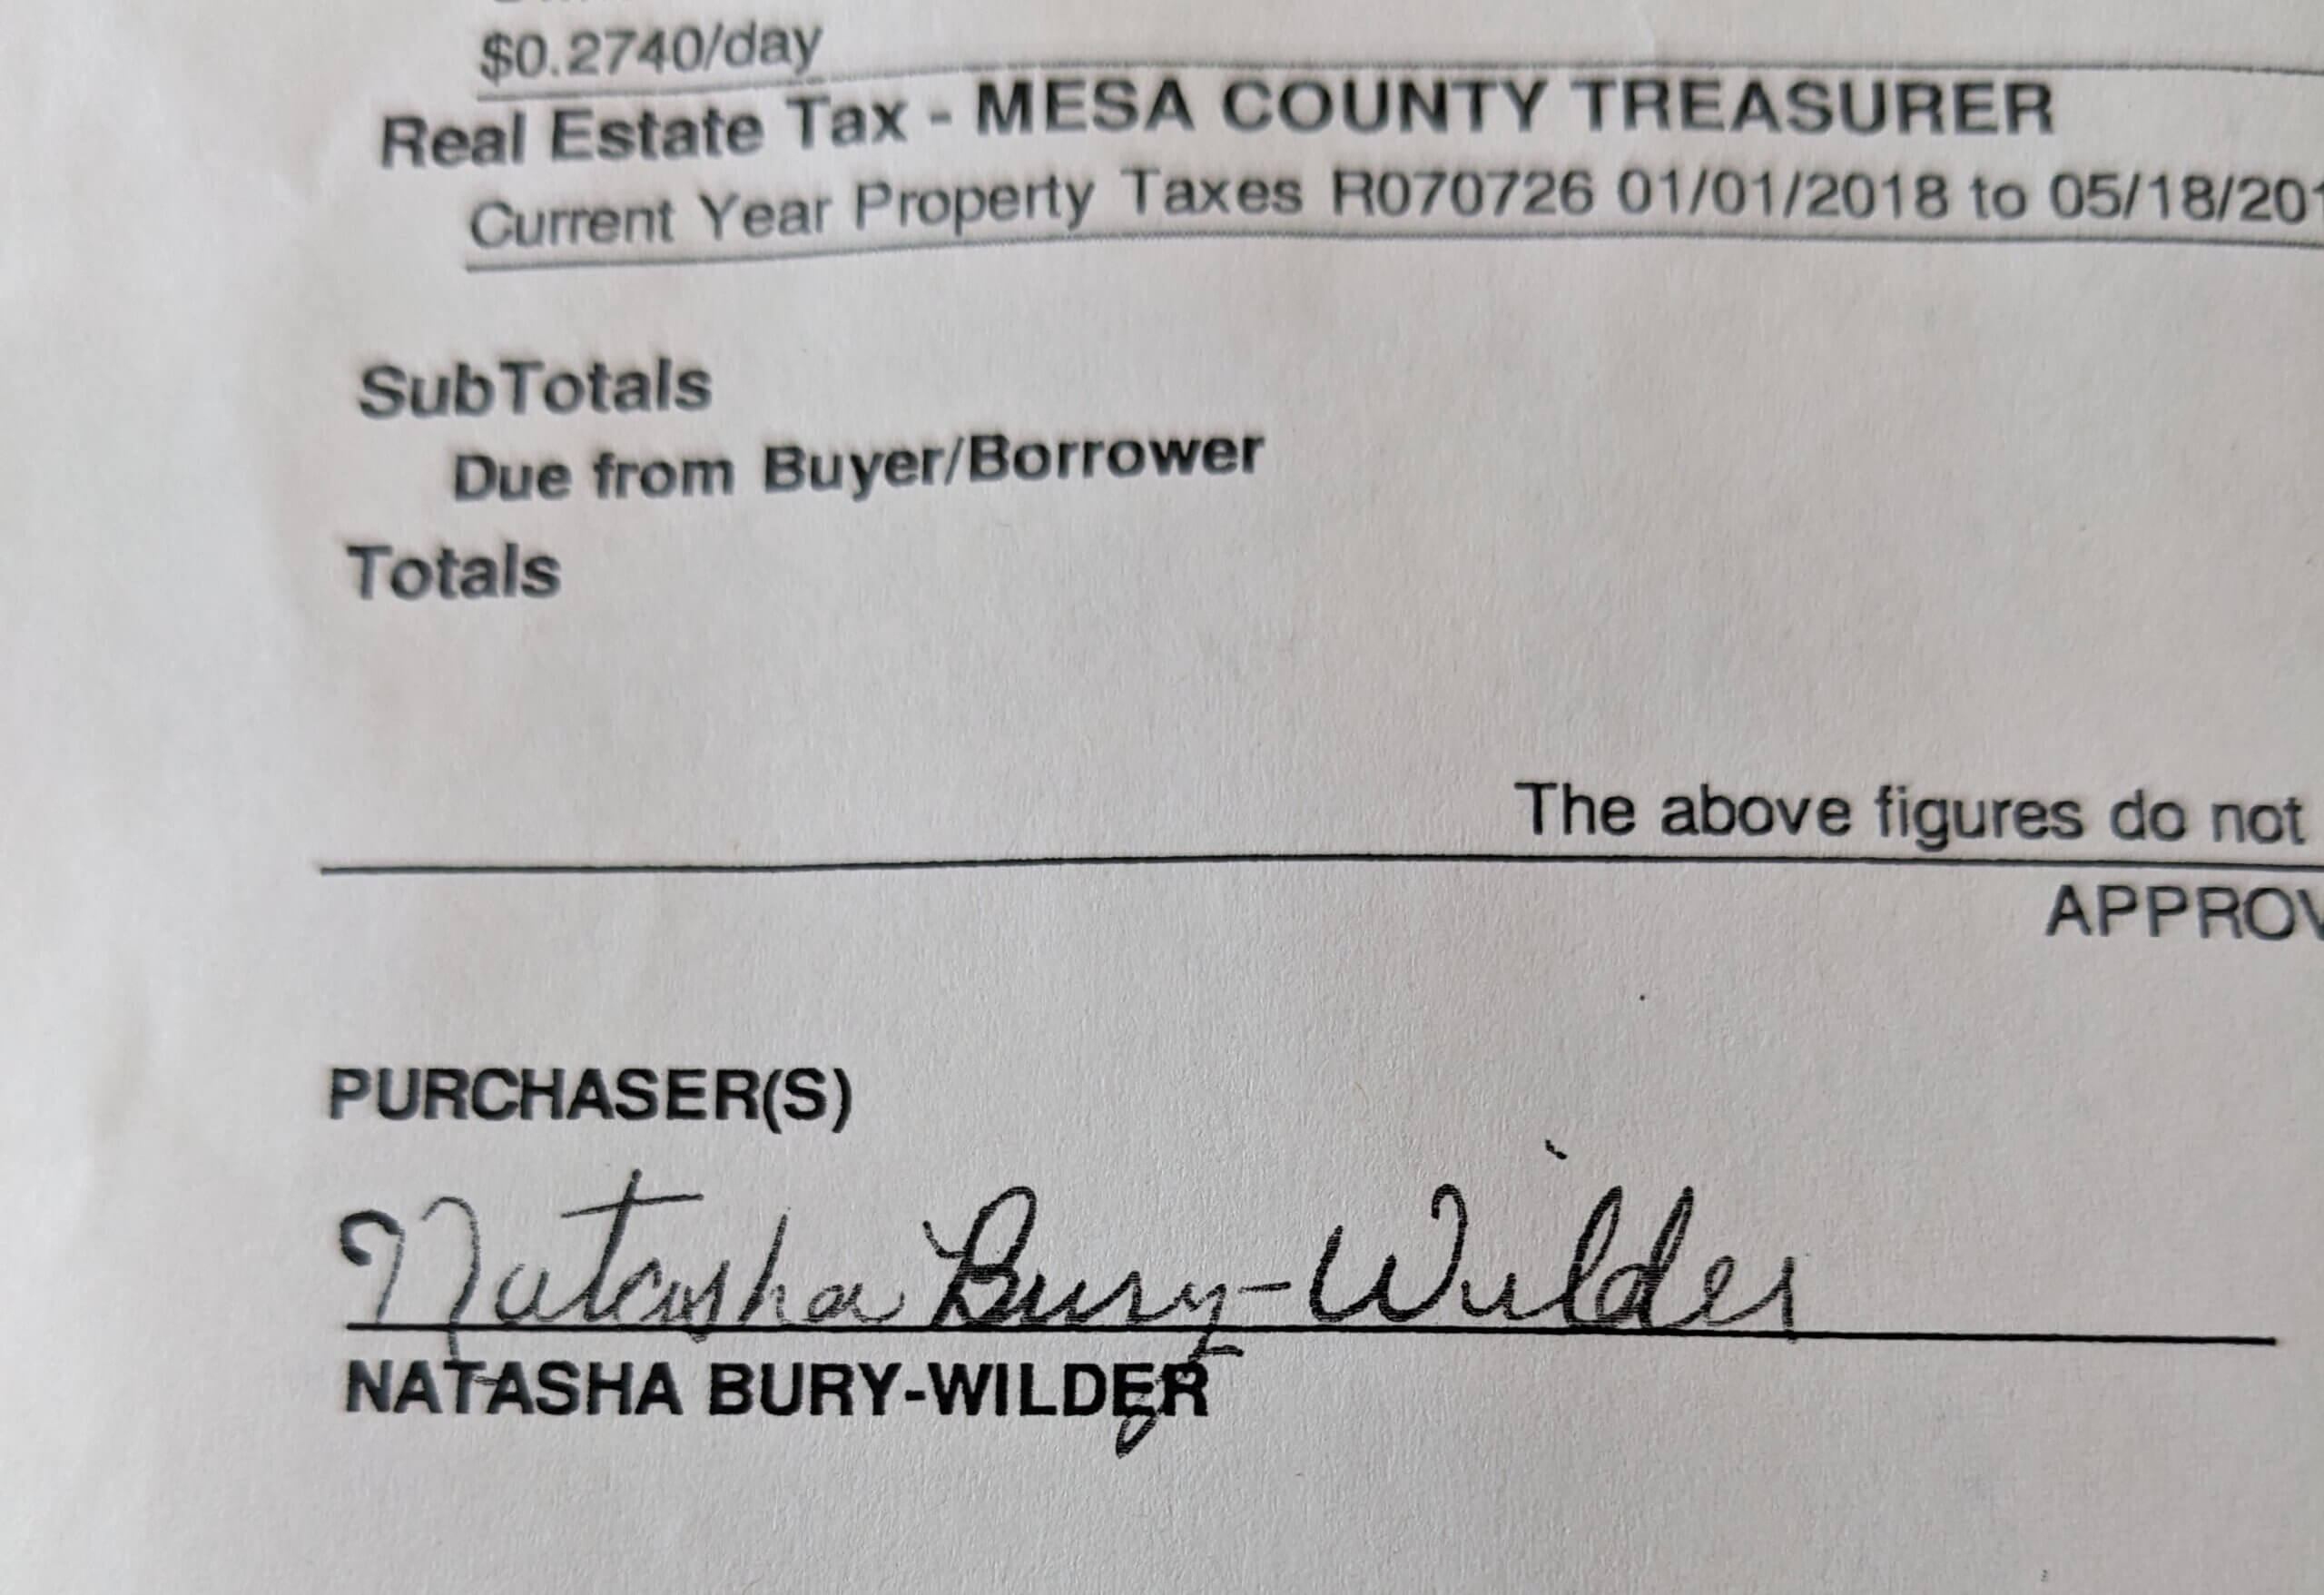 $0.2740/day
Real Estate Tax - MESA COUNTY TREASURER
Current Year Property Taxes R070726 01/01/2018 to 05/18/201
SubTotals
Due from Buyer/Borrower
Totals
The above figures do not
APPROV
PURCHASER(S)
Natasha Bury-Wilder
NATASHA BURY-WILDER